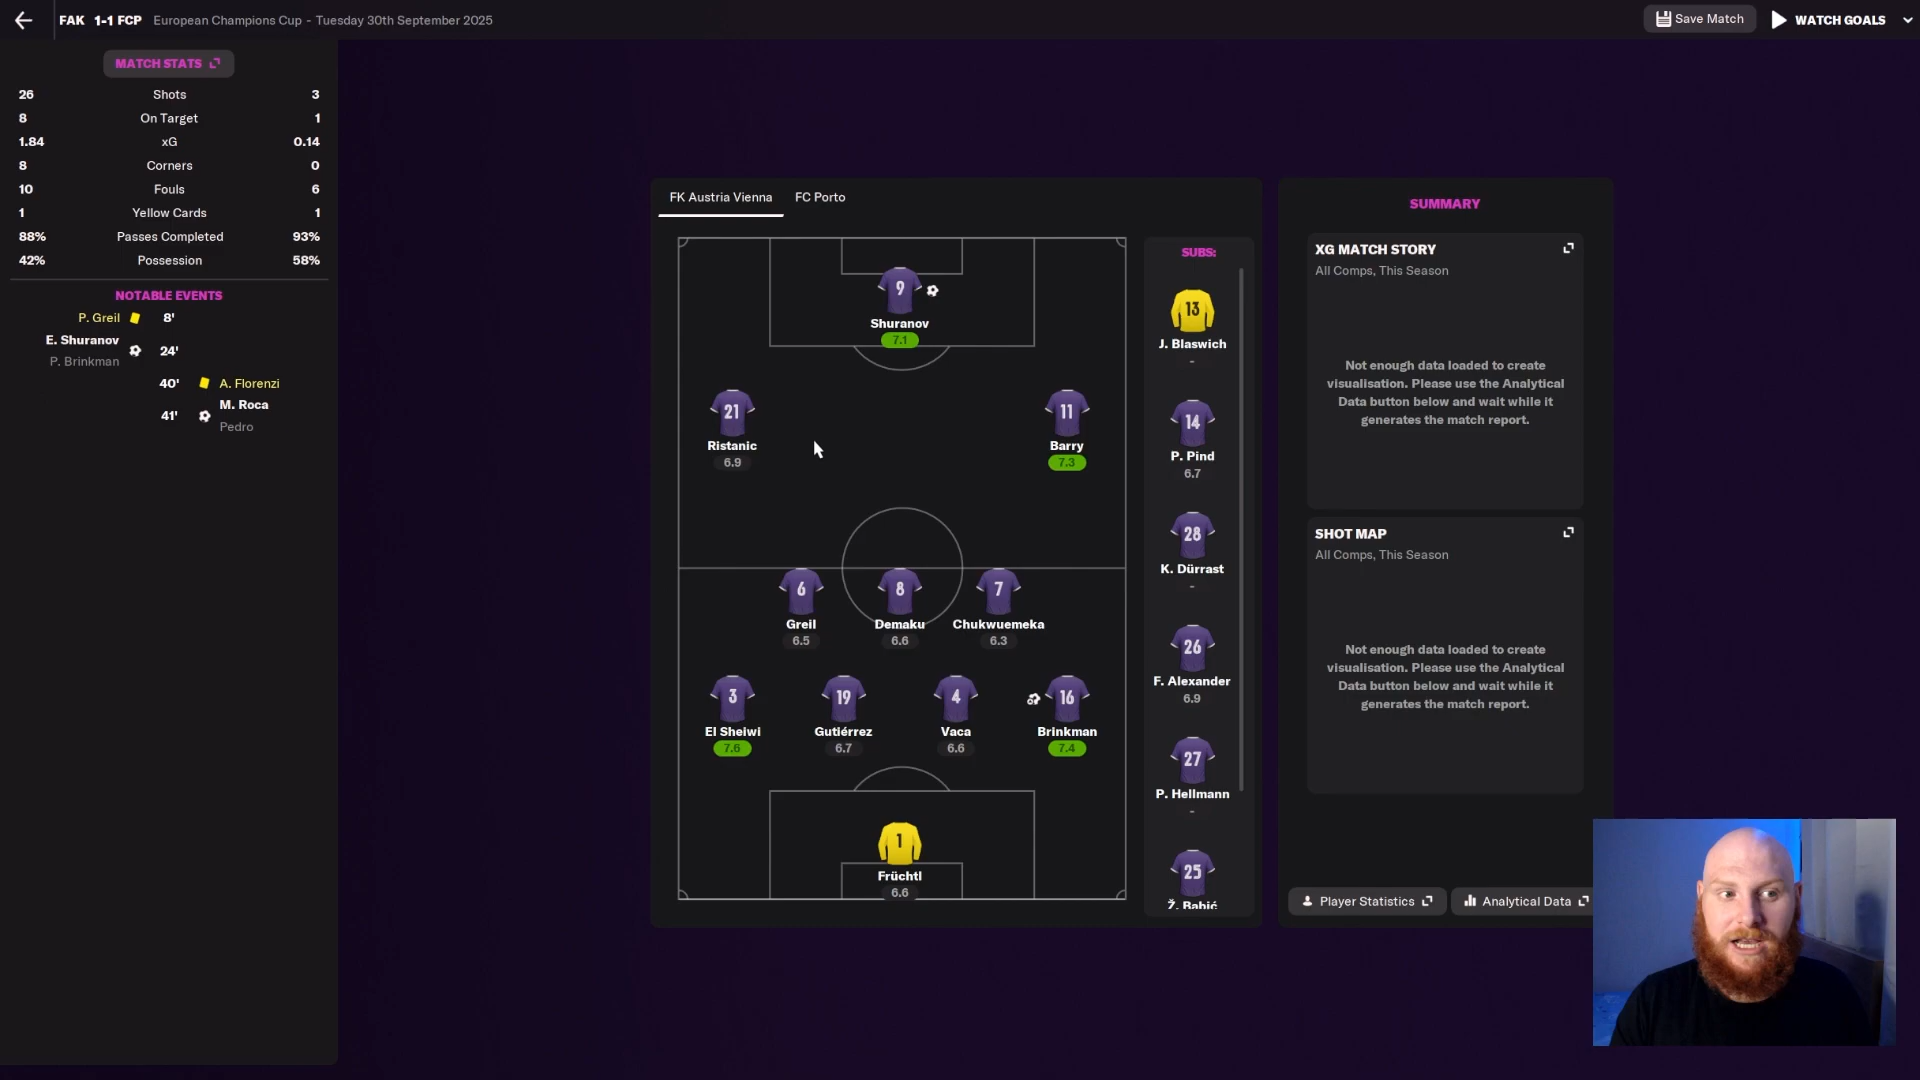 FAK 1-1 FCP European Champions Cup - Tuesday 30th September 2025
Save Match
WATCH GOALS
MATCH STATS
26 Shots 3
8 On Target 1
1.84 xG 0.14
8 Corners 0
10 Fouls 6
1 Yellow Cards 1
88% Passes Completed 93%
42% Possession 58%
NOTABLE EVENTS
P. Greil 8'
E. Shuranov 24'
P. Brinkman
40' A. Florenzi
41' M. Roca
Pedro
FK Austria Vienna FC Porto
9
Shuranov
7.1
21
Ristanic
6.9
11
Barry
7.3
6
Greil
6.5
8
Demaku
6.6
7
Chukwuemeka
6.3
3
El Sheiwi
7.6
19
Gutiérrez
6.7
4
Vaca
6.6
16
Brinkman
7.4
1
Früchtl
6.6
SUBS:
13
J. Blaswich
-
14
P. Pind
6.7
28
K. Dürrast
-
26
F. Alexander
6.9
27
P. Hellmann
-
25
Ž. Babić
SUMMARY
XG MATCH STORY
All Comps, This Season
Not enough data loaded to create
visualisation. Please use the Analytical
Data button below and wait while it
generates the match report.
SHOT MAP
All Comps, This Season
Not enough data loaded to create
visualisation. Please use the Analytical
Data button below and wait while it
generates the match report.
Player Statistics
Analytical Data